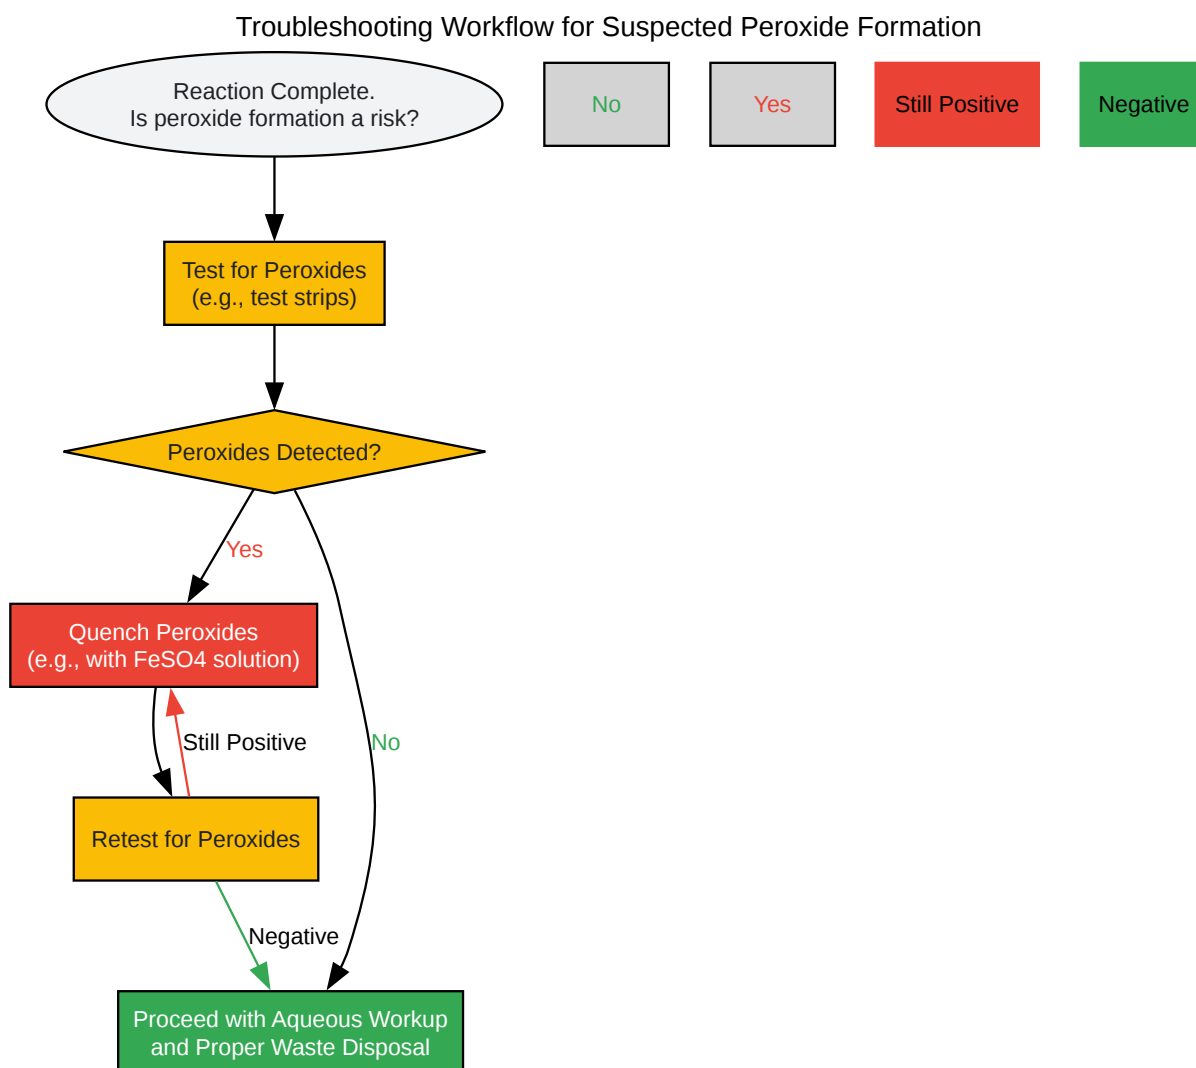 Troubleshooting Workflow for Suspected Peroxide Formation
Reaction Complete.
Is peroxide formation a risk?
No
Yes
Still Positive
Negative
Test for Peroxides
(e.g., test strips)
Peroxides Detected?
Yes
Quench Peroxides
(e.g., with FeSO4 solution)
Still Positive
No
Retest for Peroxides
Negative
Proceed with Aqueous Workup
and Proper Waste Disposal